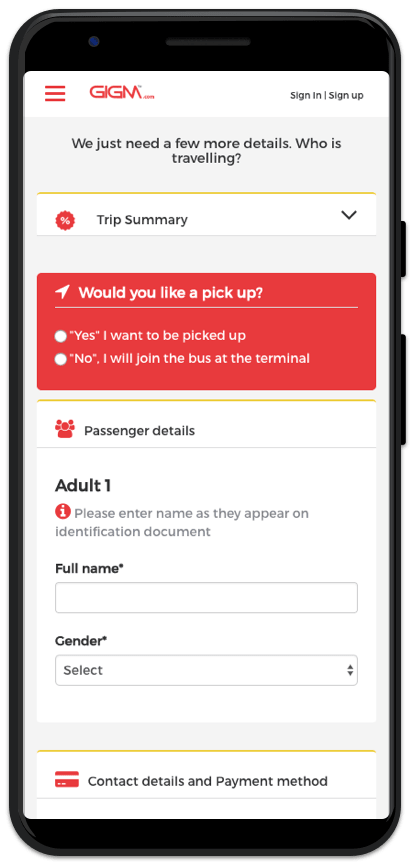 GIGM.com
Sign In | Sign up
We just need a few more details. Who is
travelling?
%
Trip Summary
Would you like a pick up?
"Yes" I want to be picked up
"No", I will join the bus at the terminal
Passenger details
Adult 1
Please enter name as they appear on
identification document
Full name*
Gender*
Select
Contact details and Payment method